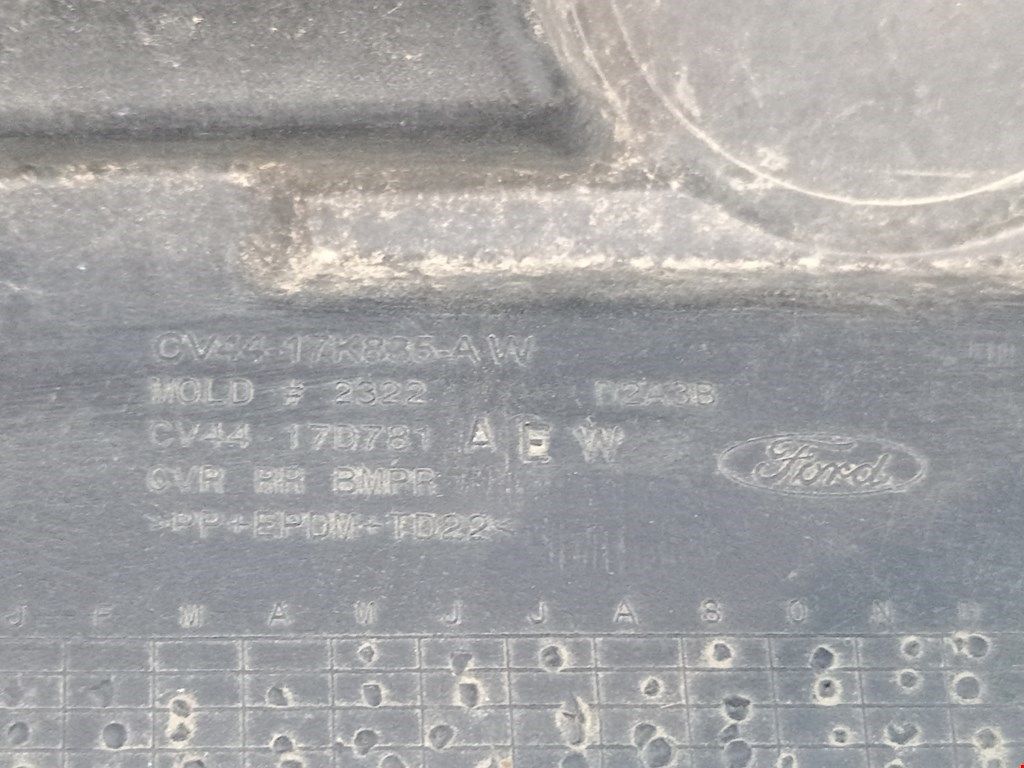 CV44-17K835-AW
MOLD # 2322 D2A3B
CV44 17D781 A E W
Ford
CVR RR BMPR
>PP+EPDM-TD22<
J F M A M J J A S O N D